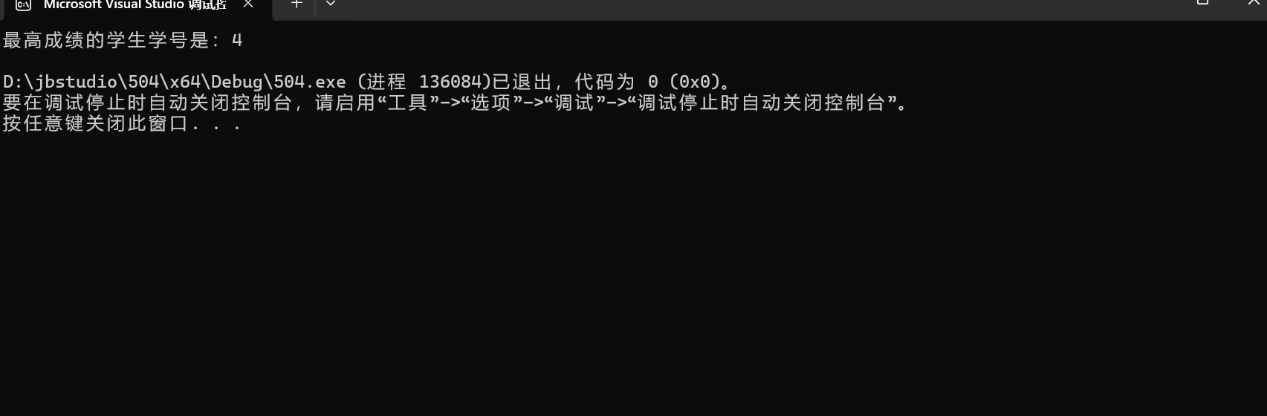 Microsoft Visual Studio 调试控
最高成绩的学生学号是：4
D:\jbstudio\504\x64\Debug\504.exe (进程 136084)已退出，代码为 0 (0x0)。
要在调试停止时自动关闭控制台，请启用“工具”->“选项”->“调试”->“调试停止时自动关闭控制台”。
按任意键关闭此窗口. . .